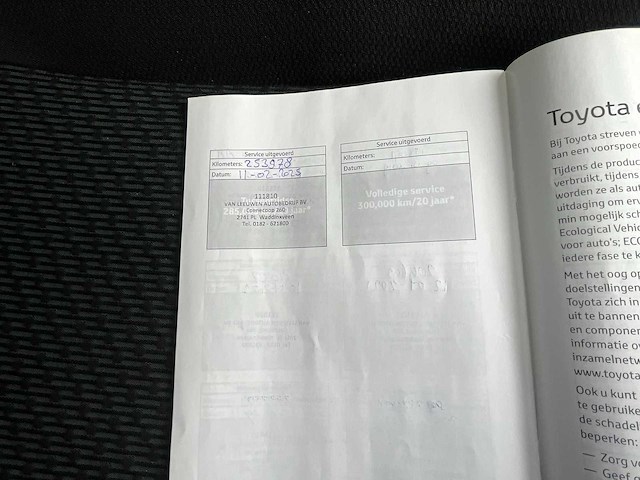 Service uitgevoerd
Kilometers: 253978
Datum: 11-02-2025
111810
VAN LEEUWEN AUTOBEDRIJF BV
Coenecoop 260
2741 PL Waddinxveen
Tel. 0182 - 621800
Service uitgevoerd
Kilometers:
Datum:
Volledige service
300,000 km/20 jaar*
Toyota e
Bij Toyota streven
aan een voorspoe
Tijdens de produc
verbruikt, tijdens
worden ze als aut
uitdaging om erv
min mogelijk sch
Ecological Vehic
voor auto's; ECO
iedere fase te k
Met het oog op
doelstellingen
Toyota zich in
uit te bannen
en componen
informatie ov
inzamelnetw
www.toyota
Ook u kunt
te gebruike
de schadel
beperken:
— Zorg vo
— Geef o